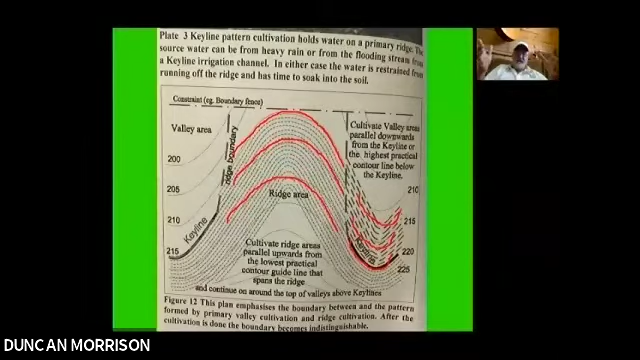 Plate 3 Keyline pattern cultivation holds water on a primary ridge. The
source water can be from heavy rain or from the flooding stream from
a Keyline irrigation channel. In either case the water is restrained from
running off the ridge and has time to soak into the soil.
Constraint (eg. Boundary fence)
Valley area
ridge boundary
Cultivate Valley areas
parallel downwards
from the Keyline or
the highest practical
contour line below
the Keyline.
200
205
210
215
Keyline
Ridge area
210
215
220
225
Keyline
Cultivate ridge areas
parallel upwards from
the lowest practical
contour guide line that
spans the ridge
and continue on around the top of valleys above Keylines
Figure 12 This plan emphasises the boundary between and the pattern
formed by primary valley cultivation and ridge cultivation. After the
cultivation is done the boundary becomes indistinguishable.
DUNCAN MORRISON